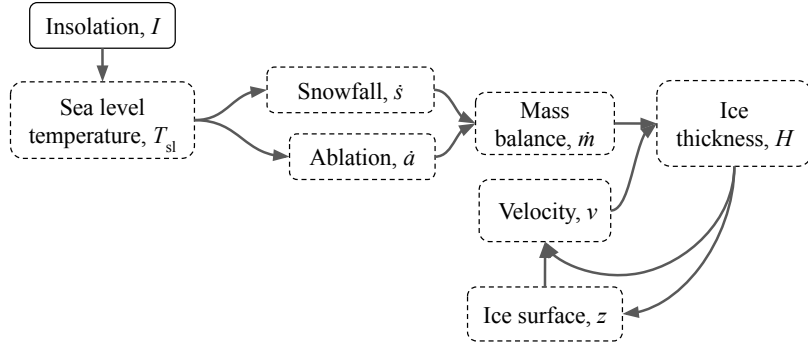 Insolation, I
Sea level
temperature, Tsl
Snowfall, ṡ
Ablation, ȧ
Mass
balance, ṁ
Ice
thickness, H
Velocity, v
Ice surface, z